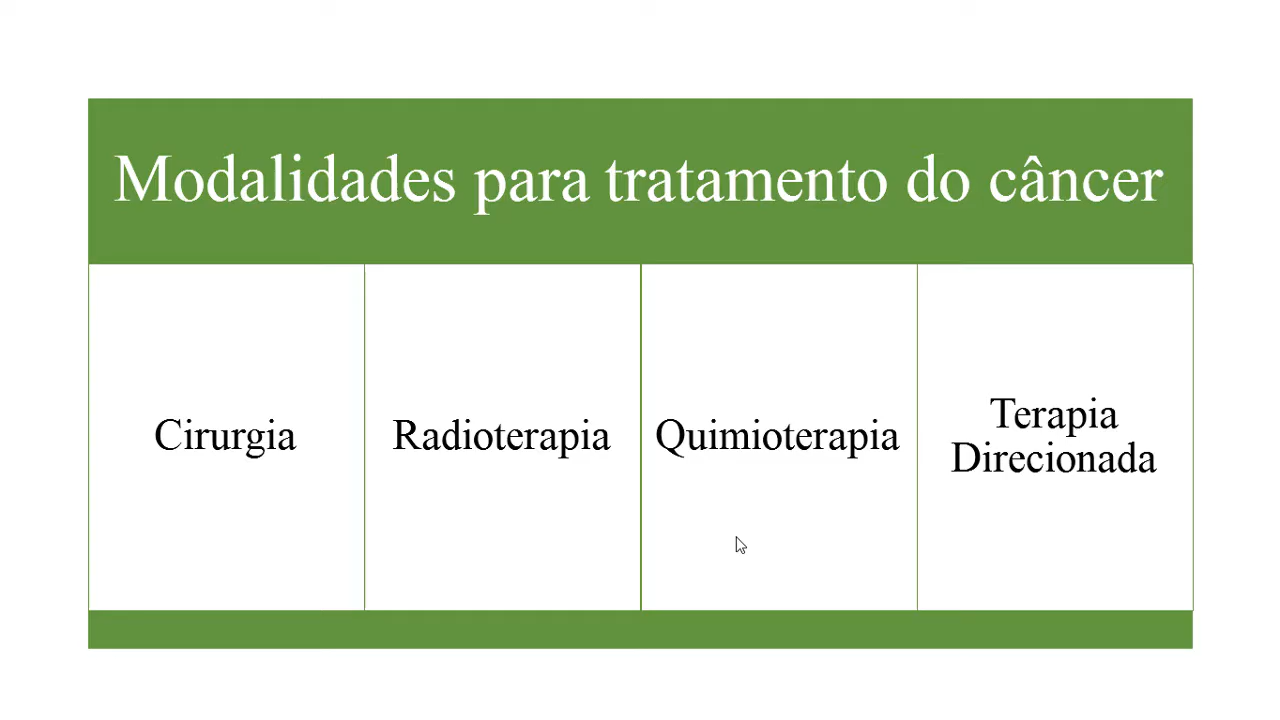 Modalidades para tratamento do câncer
Cirurgia
Radioterapia
Quimioterapia
Terapia
Direcionada